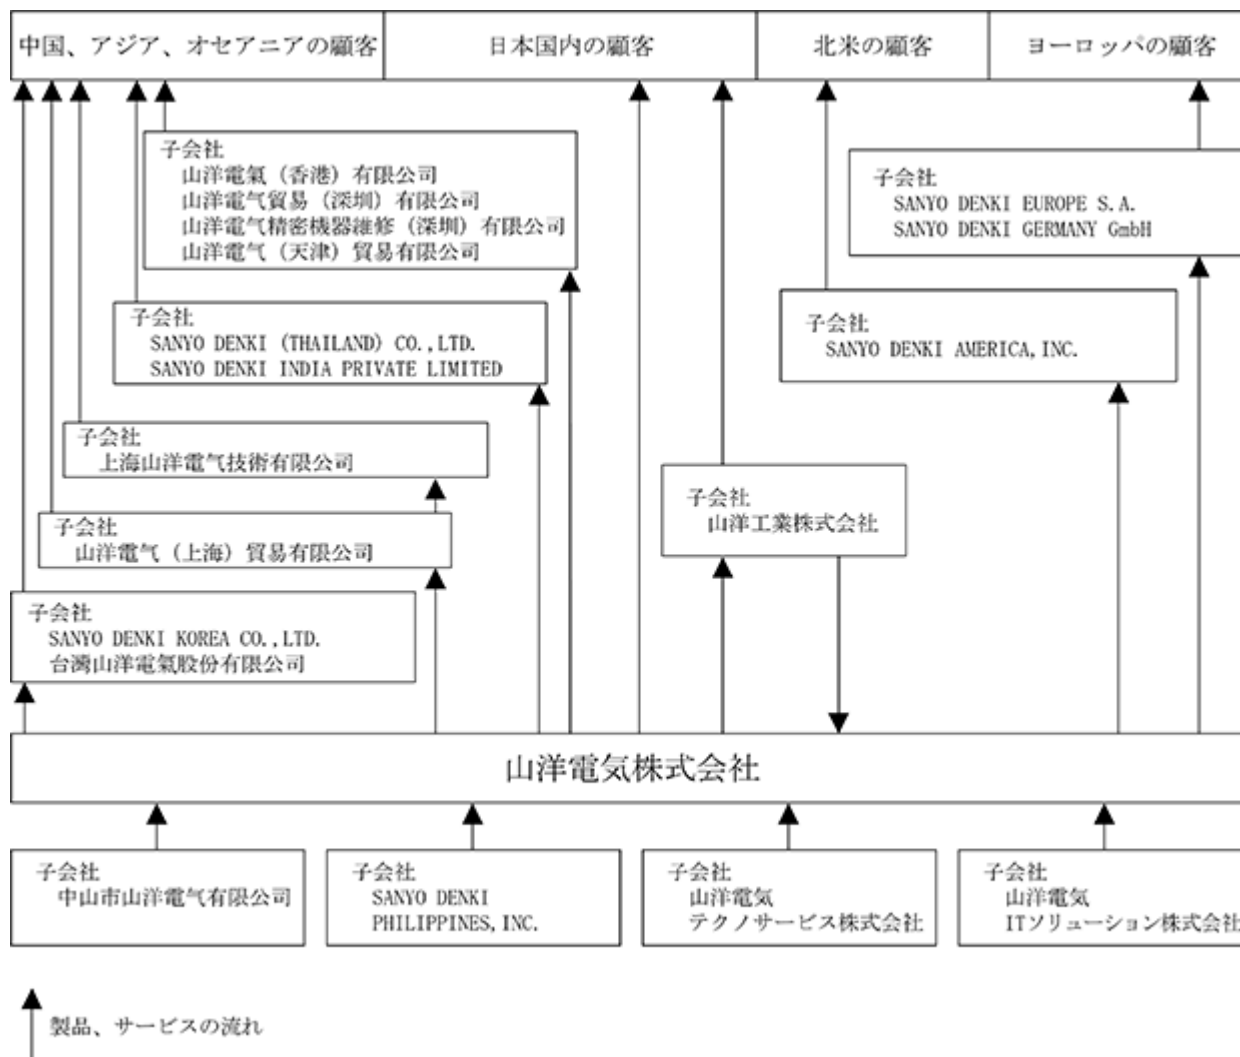 中国、アジア、オセアニアの顧客
日本国内の顧客
北米の顧客
ヨーロッパの顧客
子会社
山洋電氣（香港）有限公司
山洋電气貿易（深圳）有限公司
山洋電气精密機器維修（深圳）有限公司
山洋電气（天津）貿易有限公司
子会社
SANYO DENKI EUROPE S.A.
SANYO DENKI GERMANY GmbH
子会社
SANYO DENKI (THAILAND) CO.,LTD.
SANYO DENKI INDIA PRIVATE LIMITED
子会社
SANYO DENKI AMERICA,INC.
子会社
上海山洋電气技術有限公司
子会社
山洋工業株式会社
子会社
山洋電气（上海）貿易有限公司
子会社
SANYO DENKI KOREA CO.,LTD.
台灣山洋電氣股份有限公司
山洋電気株式会社
子会社
中山市山洋電气有限公司
子会社
SANYO DENKI
PHILIPPINES,INC.
子会社
山洋電気
テクノサービス株式会社
子会社
山洋電気
ITソリューション株式会社
製品、サービスの流れ